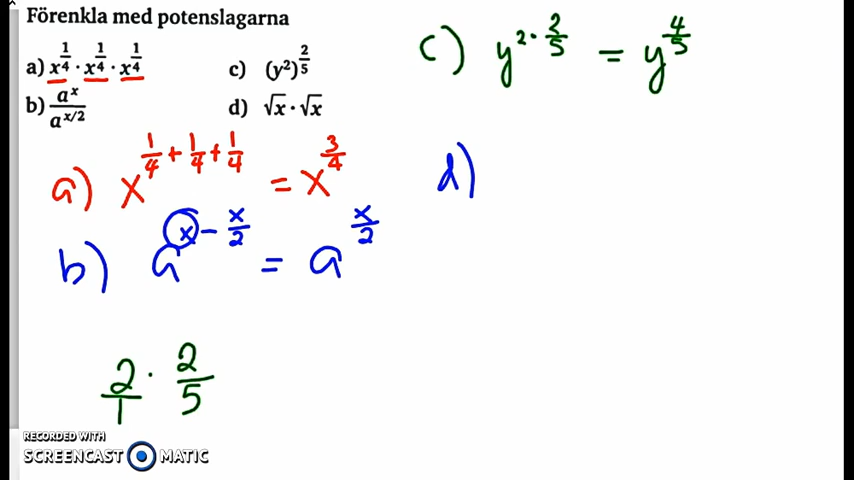 Förenkla med potenslagarna
a) x^{1/4} · x^{1/4} · x^{1/4}
b) a^x / a^{x/2}
c) (y²)^{2/5}
d) √x · √x
a) x^{1/4 + 1/4 + 1/4} = x^{3/4}
b) a^{x - x/2} = a^{x/2}
2/1 · 2/5
c) y^{2 · 2/5} = y^{4/5}
d)
RECORDED WITH
SCREENCAST MATIC